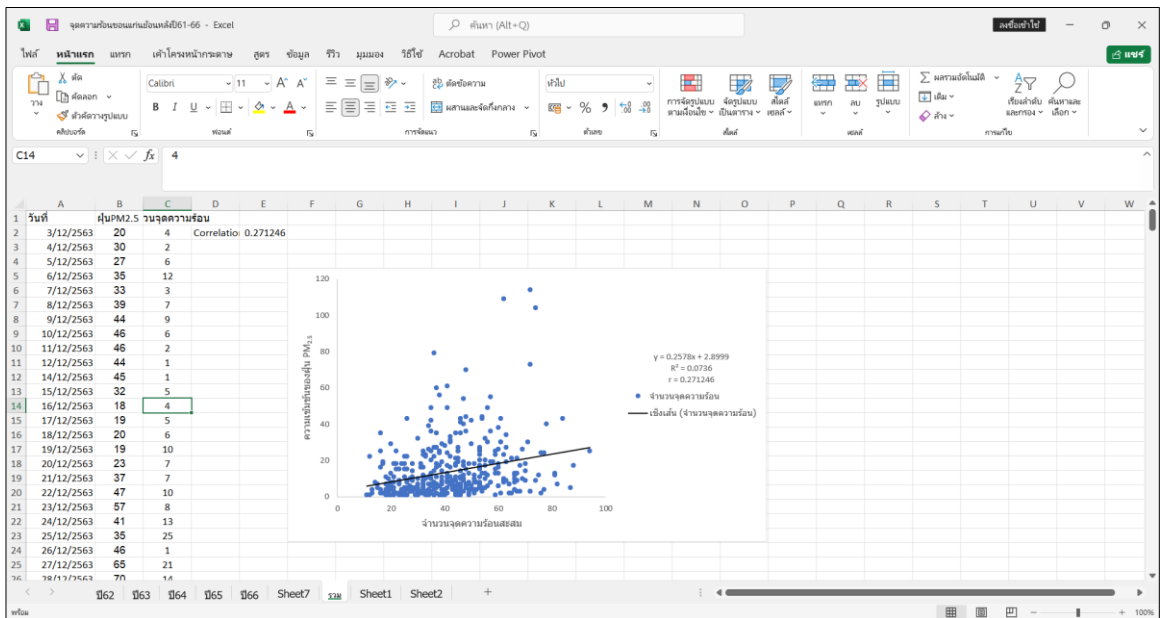 จุดความร้อนขอนแก่นย้อนหลังปี61-66 - Excel
ค้นหา (Alt+Q)
ลงชื่อเข้าใช้
ไฟล์ หน้าแรก แทรก เค้าโครงหน้ากระดาษ สูตร ข้อมูล รีวิว มุมมอง วิธีใช้ Acrobat Power Pivot
แชร์
วาง
ตัด
คัดลอก
ตัวคัดวางรูปแบบ
คลิปบอร์ด
Calibri 11
B I U
ฟอนต์
ตัดข้อความ
ผสานและจัดกึ่งกลาง
การจัดแนว
ทั่วไป
ตัวเลข
การจัดรูปแบบตามเงื่อนไข
จัดรูปแบบเป็นตาราง
สไตล์เซลล์
สไตล์
แทรก ลบ รูปแบบ
เซลล์
ผลรวมอัตโนมัติ
เติม
ล้าง
เรียงลำดับและกรอง
ค้นหาและเลือก
การแก้ไข
C14 fx 4
A B C D E F G H I J K L M N O P Q R S T U V W
1 วันที่ ฝุ่นPM2.5 วนจุดความร้อน
2 3/12/2563 20 4 Correlatio 0.271246
3 4/12/2563 30 2
4 5/12/2563 27 6
5 6/12/2563 35 12
6 7/12/2563 33 3
7 8/12/2563 39 7
8 9/12/2563 44 9
9 10/12/2563 46 6
10 11/12/2563 46 2
11 12/12/2563 44 1
12 14/12/2563 45 1
13 15/12/2563 32 5
14 16/12/2563 18 4
15 17/12/2563 19 5
16 18/12/2563 20 6
17 19/12/2563 19 10
18 20/12/2563 23 7
19 21/12/2563 37 7
20 22/12/2563 47 10
21 23/12/2563 57 8
22 24/12/2563 41 13
23 25/12/2563 35 25
24 26/12/2563 46 1
25 27/12/2563 65 21
26 28/12/2563 70 14
120
100
80
60
40
20
0
ความเข้มข้นของฝุ่น PM2.5
0 20 40 60 80 100
จำนวนจุดความร้อนสะสม
y = 0.2578x + 2.8999
R² = 0.0736
r = 0.271246
จำนวนจุดความร้อน
เชิงเส้น (จำนวนจุดความร้อน)
ปี62 ปี63 ปี64 ปี65 ปี66 Sheet7 รวม Sheet1 Sheet2
พร้อม
100%